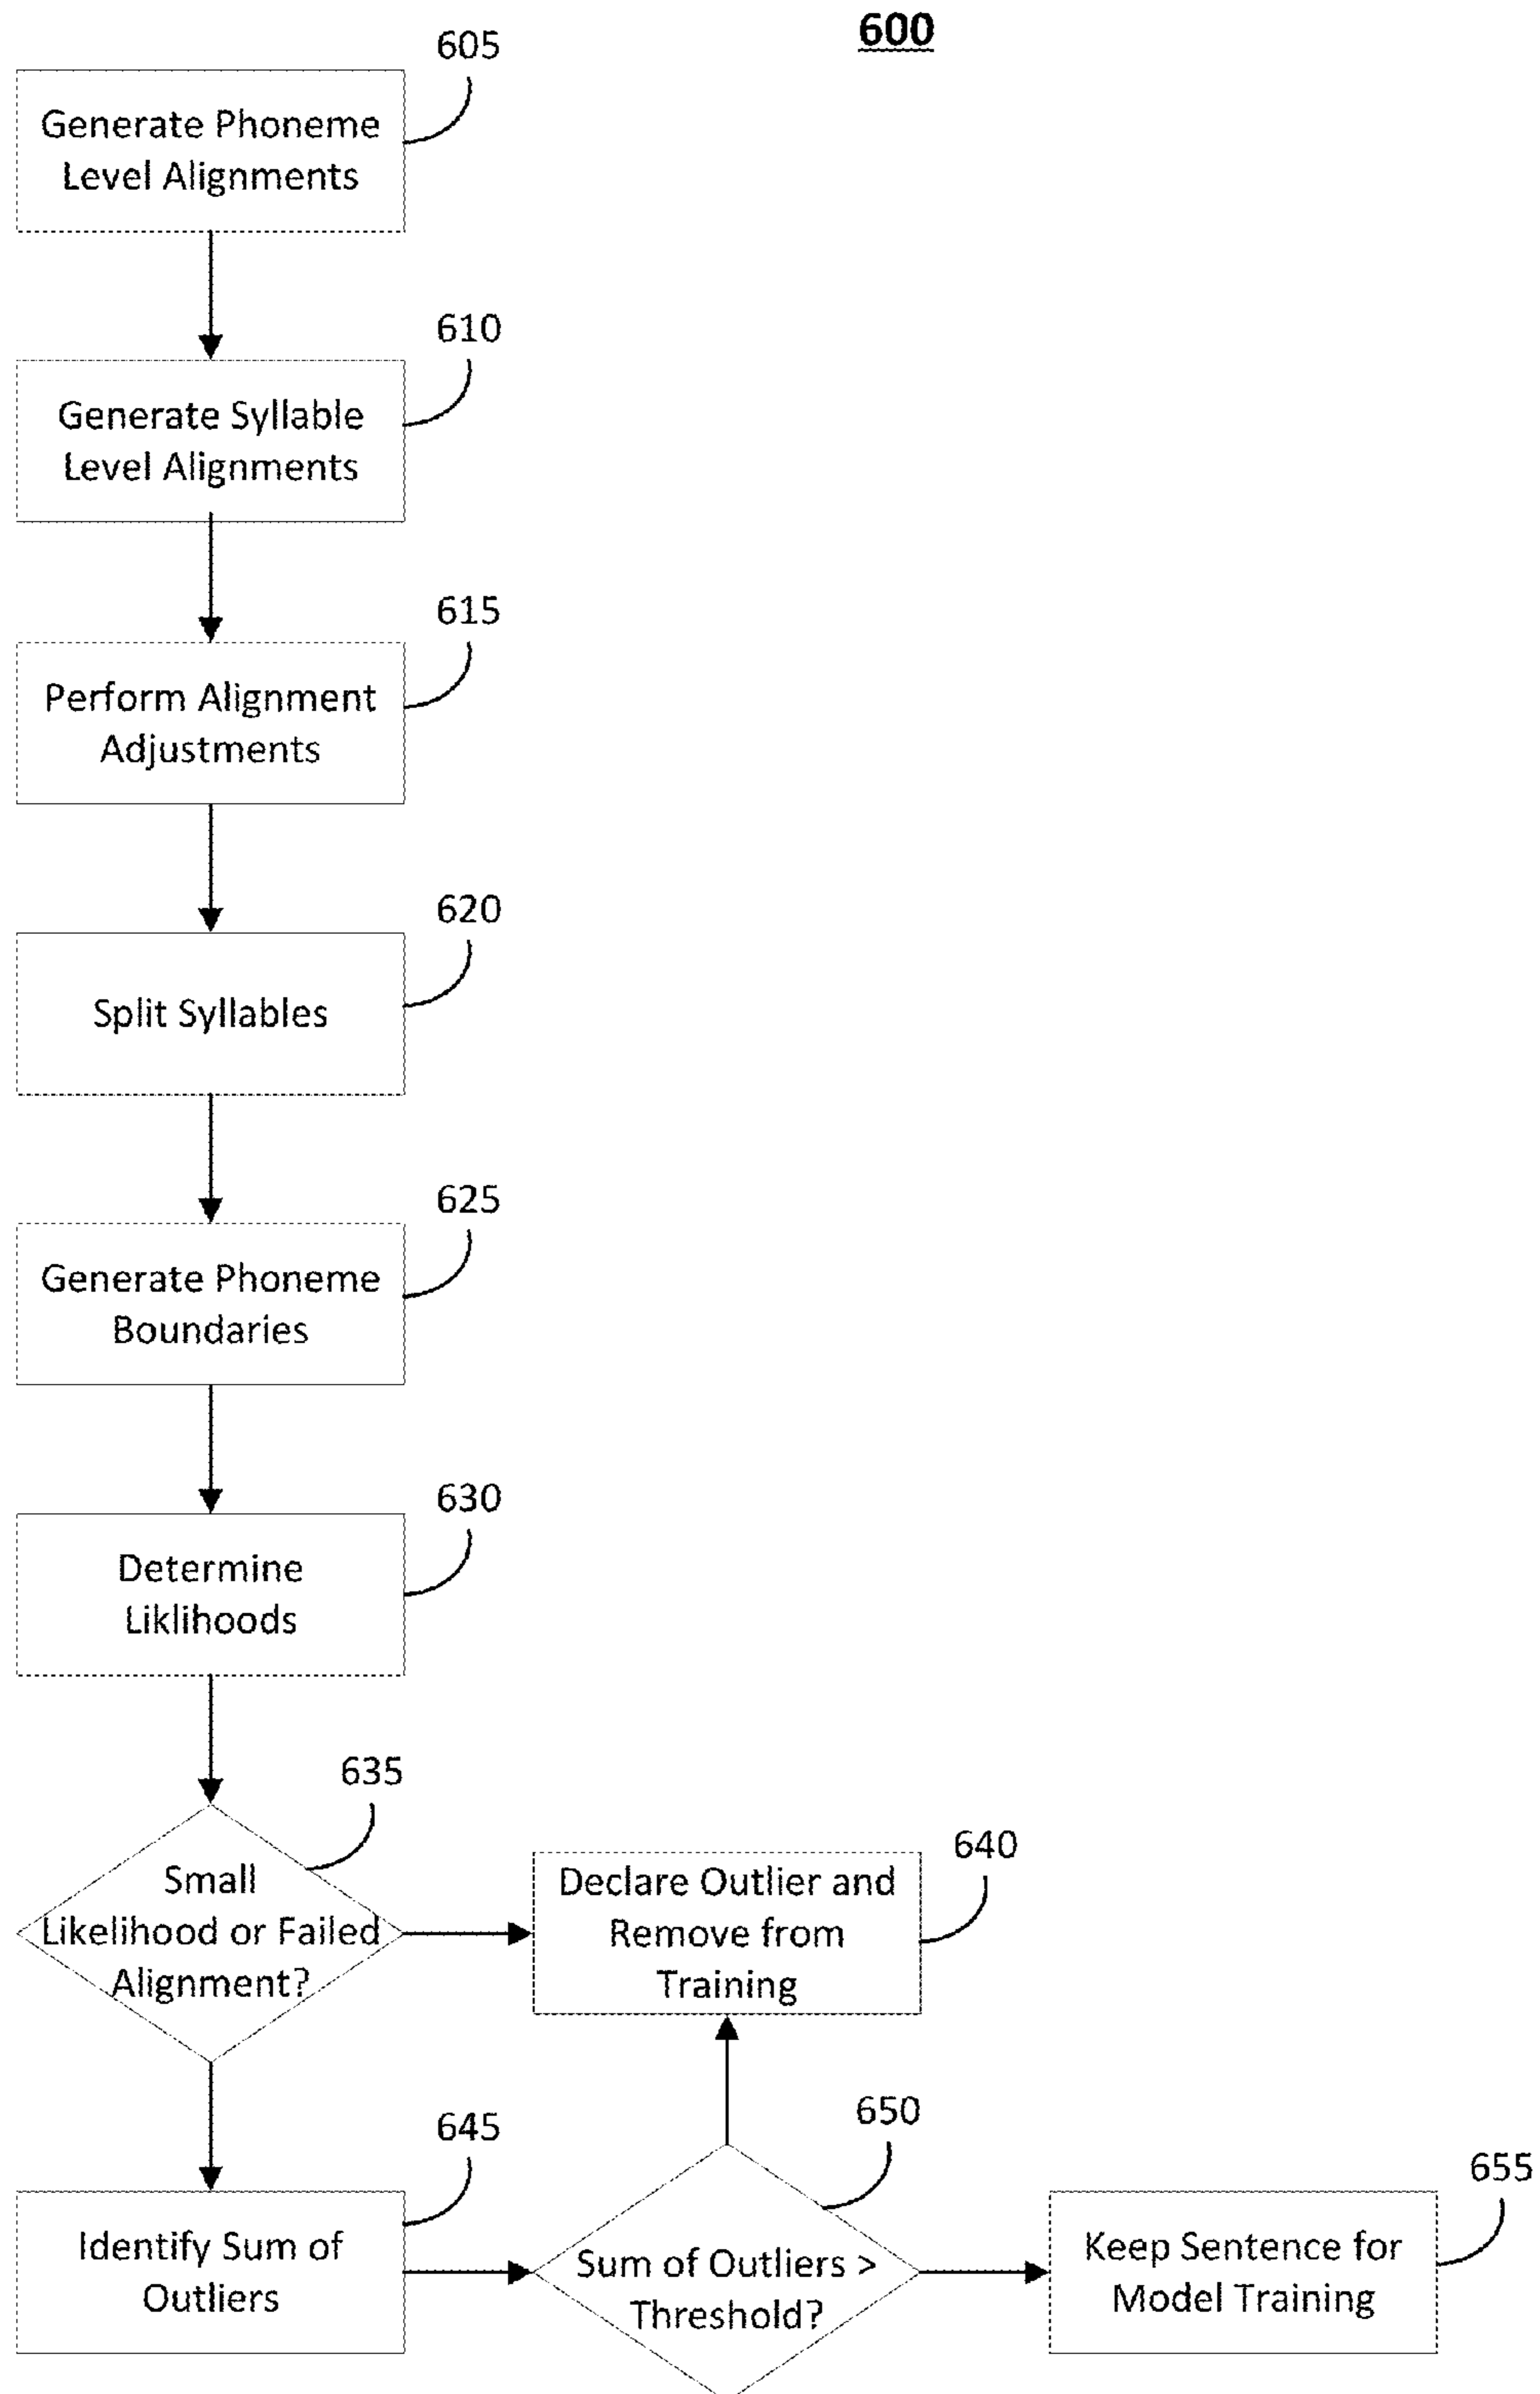 600
605
Generate Phoneme
Level Alignments
610
Generate Syllable
Level Alignments
615
Perform Alignment
Adjustments
620
Split Syllables
625
Generate Phoneme
Boundaries
630
Determine
Liklihoods
635
Small
Likelihood or Failed
Alignment?
640
Declare Outlier and
Remove from
Training
645
Identify Sum of
Outliers
650
Sum of Outliers >
Threshold?
655
Keep Sentence for
Model Training